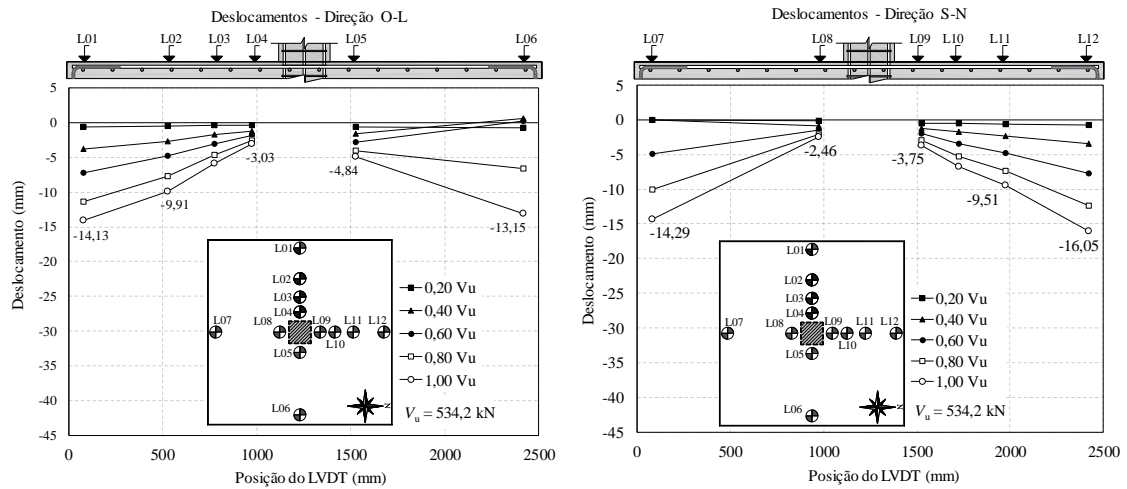 Deslocamentos - Direção O-L
L01 L02 L03 L04 L05 L06
5
0
-5
-10
-15
-20
-25
-30
-35
-40
-45
Deslocamento (mm)
-3,03
-4,84
-9,91
-14,13
-13,15
L01
L02
L03
L04
L07 L08 L09 L11 L12
L10
L05
L06
N
0,20 Vu
0,40 Vu
0,60 Vu
0,80 Vu
1,00 Vu
Vu = 534,2 kN
0 500 1000 1500 2000 2500
Posição do LVDT (mm)
Deslocamentos - Direção S-N
L07 L08 L09 L10 L11 L12
5
0
-5
-10
-15
-20
-25
-30
-35
-40
-45
Deslocamento (mm)
-2,46
-3,75
-9,51
-14,29
-16,05
L01
L02
L03
L04
L07 L08 L09 L11 L12
L10
L05
L06
N
0,20 Vu
0,40 Vu
0,60 Vu
0,80 Vu
1,00 Vu
Vu = 534,2 kN
0 500 1000 1500 2000 2500
Posição do LVDT (mm)